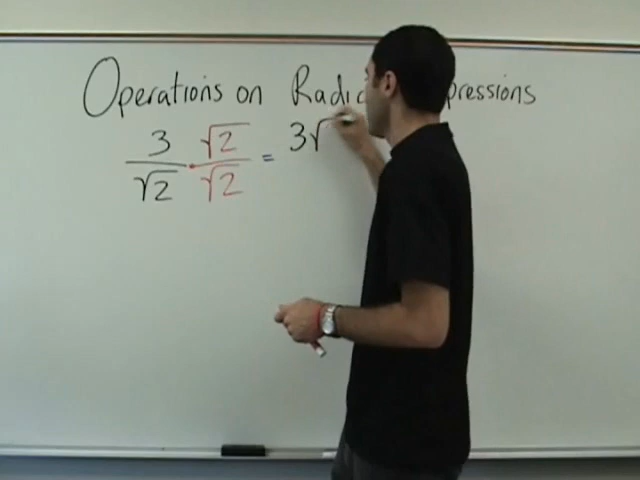 Operations on Radic pressions
3/√2 · √2/√2 = 3√